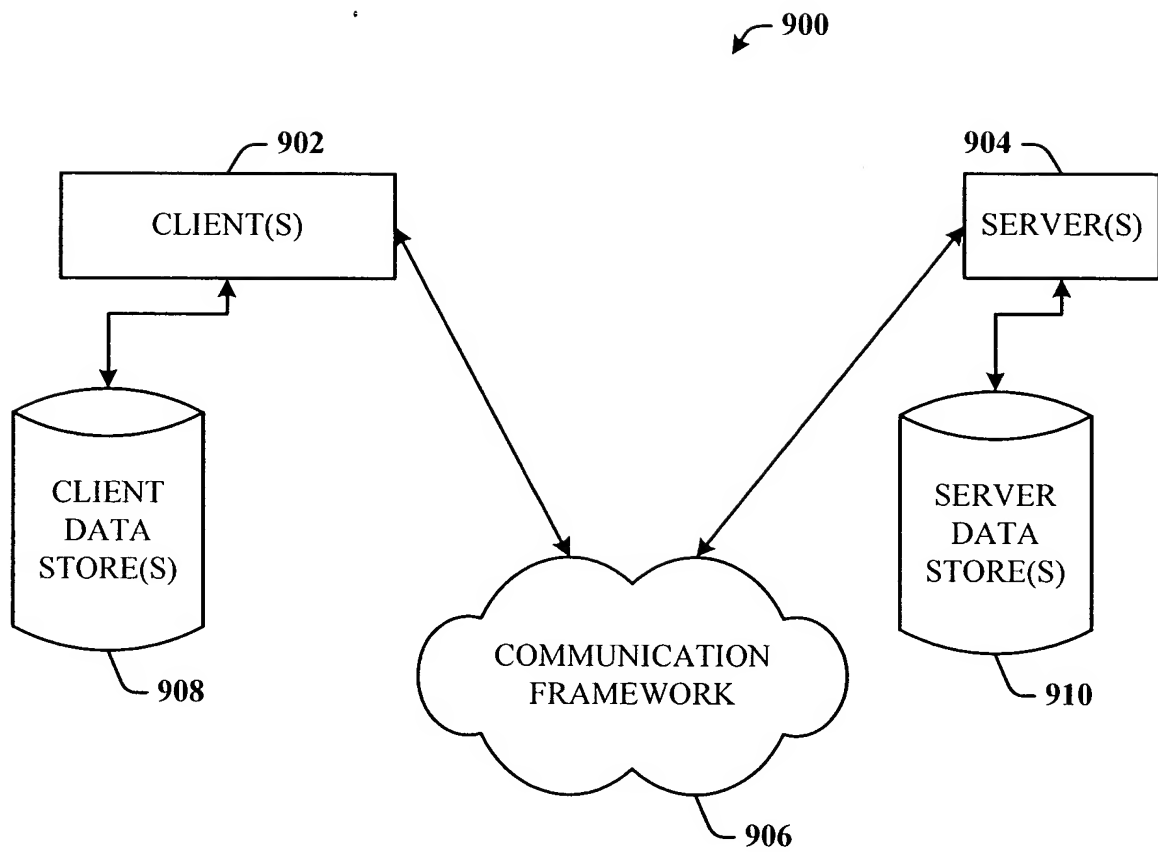 900
902
904
CLIENT(S)
SERVER(S)
CLIENT
DATA
STORE(S)
SERVER
DATA
STORE(S)
COMMUNICATION
FRAMEWORK
908
910
906